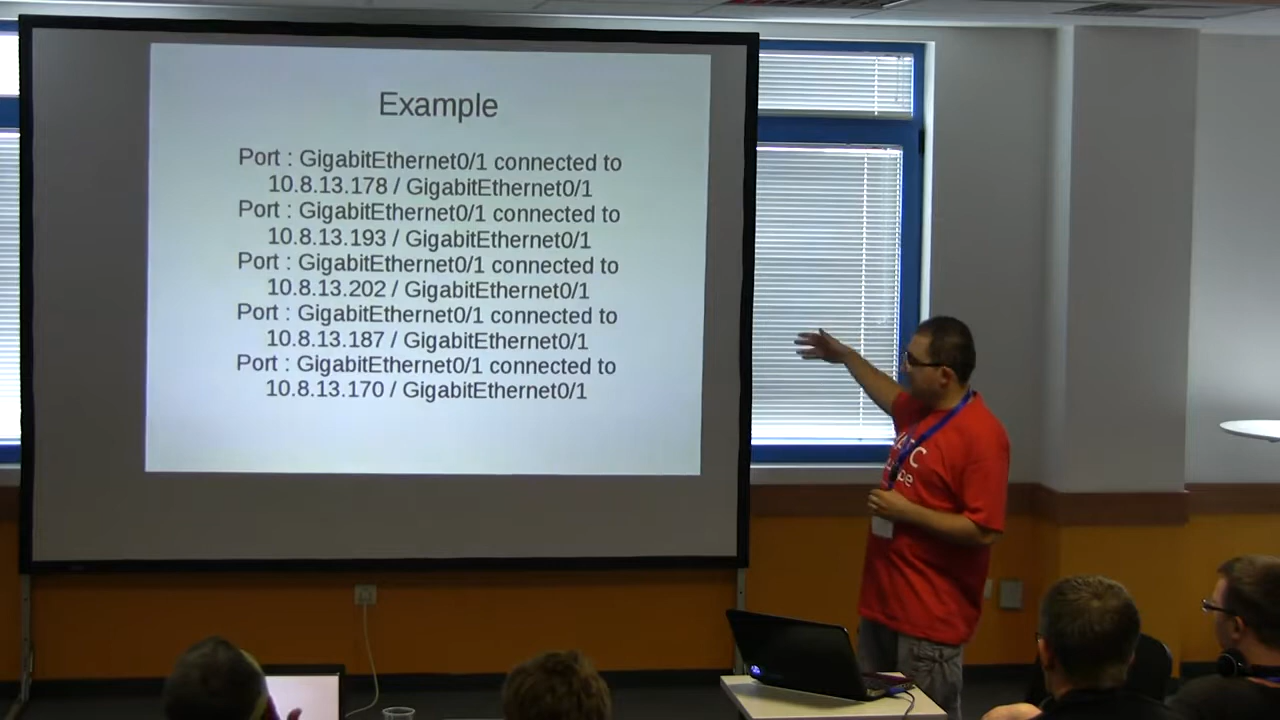 Example
Port : GigabitEthernet0/1 connected to
10.8.13.178 / GigabitEthernet0/1
Port : GigabitEthernet0/1 connected to
10.8.13.193 / GigabitEthernet0/1
Port : GigabitEthernet0/1 connected to
10.8.13.202 / GigabitEthernet0/1
Port : GigabitEthernet0/1 connected to
10.8.13.187 / GigabitEthernet0/1
Port : GigabitEthernet0/1 connected to
10.8.13.170 / GigabitEthernet0/1